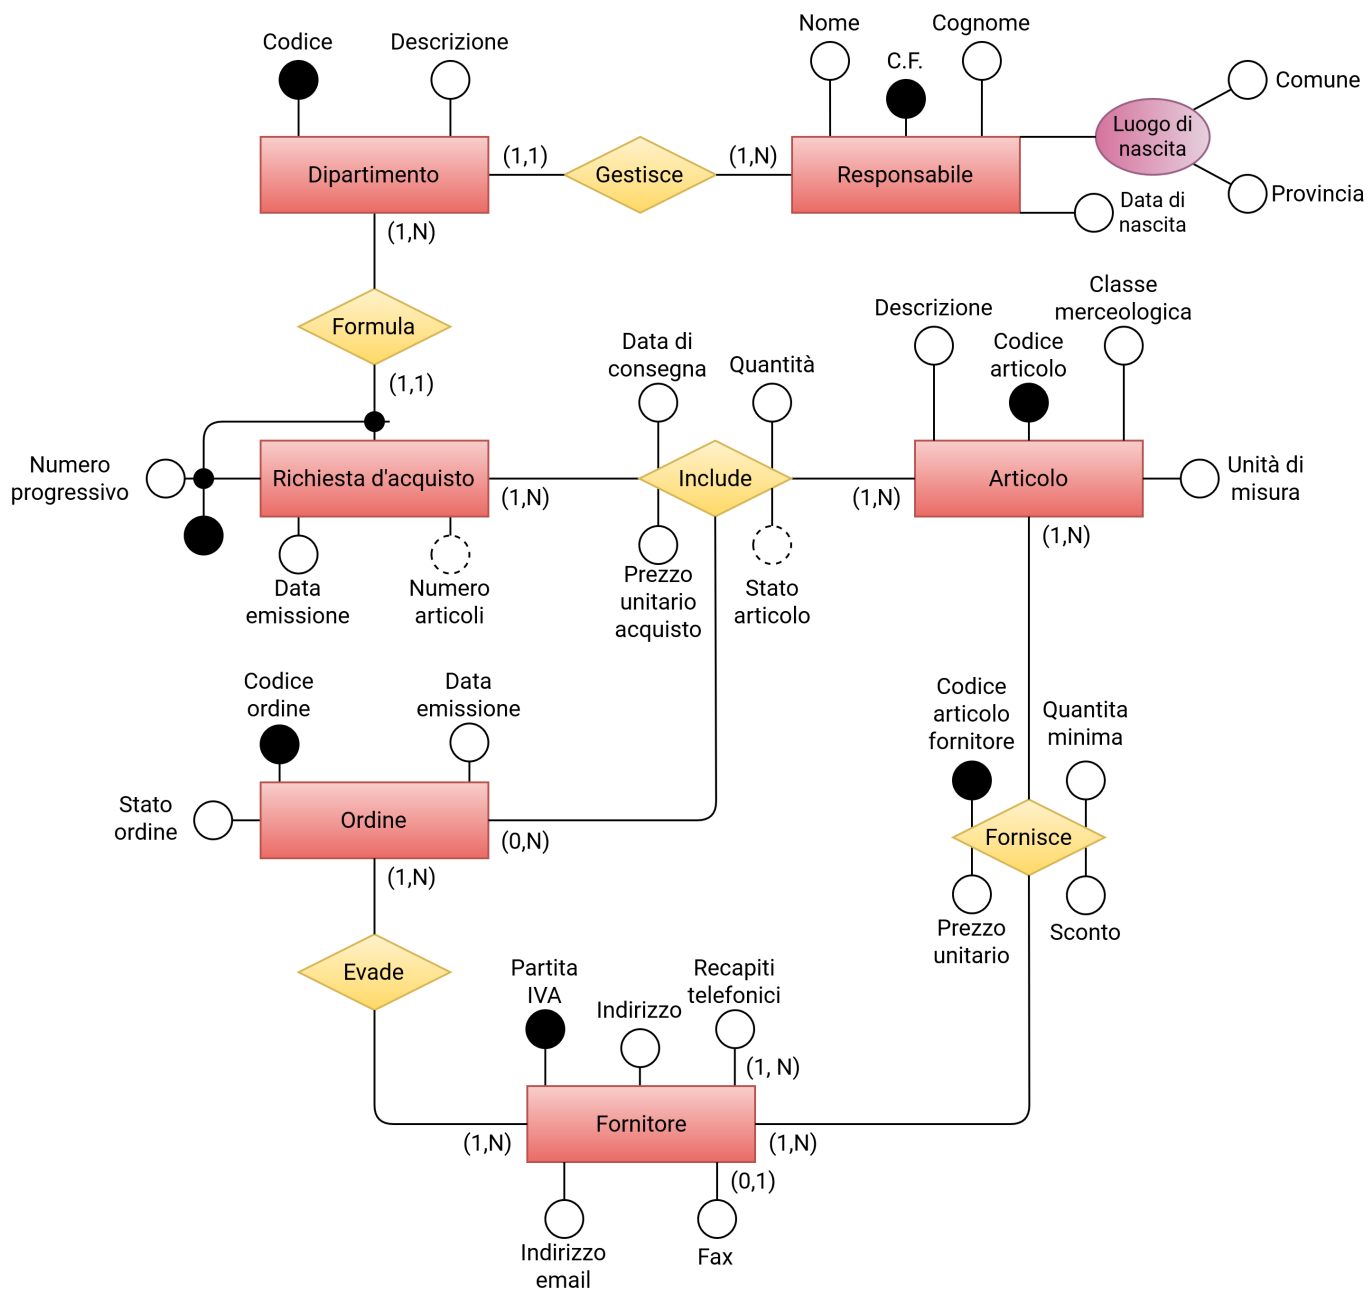 Nome
Cognome
Codice
Descrizione
C.F.
Comune
Luogo di
nascita
Dipartimento
(1,1)
Gestisce
(1,N)
Responsabile
Provincia
Data di
nascita
(1,N)
Formula
(1,1)
Data di
consegna
Quantità
Descrizione
Codice
articolo
Classe
merceologica
Numero
progressivo
Richiesta d'acquisto
(1,N)
Include
(1,N)
Articolo
Unità di
misura
(1,N)
Data
emissione
Numero
articoli
Prezzo
unitario
acquisto
Stato
articolo
Codice
ordine
Data
emissione
Codice
articolo
fornitore
Quantita
minima
Stato
ordine
Ordine
(0,N)
Fornisce
(1,N)
Prezzo
unitario
Sconto
Evade
Partita
IVA
Indirizzo
Recapiti
telefonici
(1, N)
(1,N)
Fornitore
(1,N)
(0,1)
Indirizzo
email
Fax